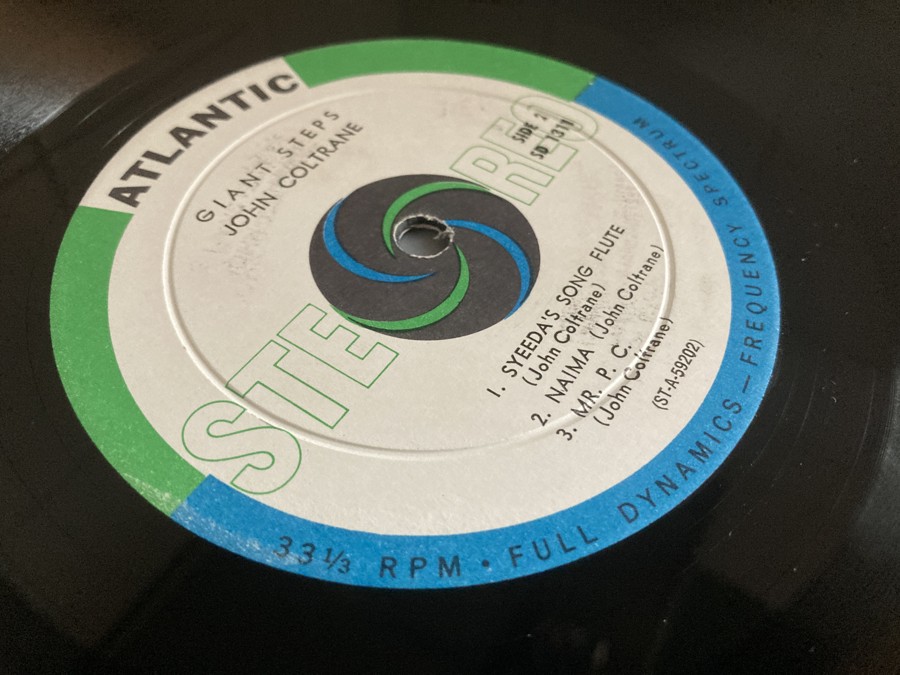 ATLANTIC
GIANT STEPS
JOHN COLTRANE
STEREO
SIDE 2
SD 1311
1. SYEEDA'S SONG FLUTE
(John Coltrane)
2. NAIMA (John Coltrane)
3. MR. P. C.
(John Coltrane)
(ST-A-59202)
33 1/3 RPM • FULL DYNAMICS — FREQUENCY SPECTRUM